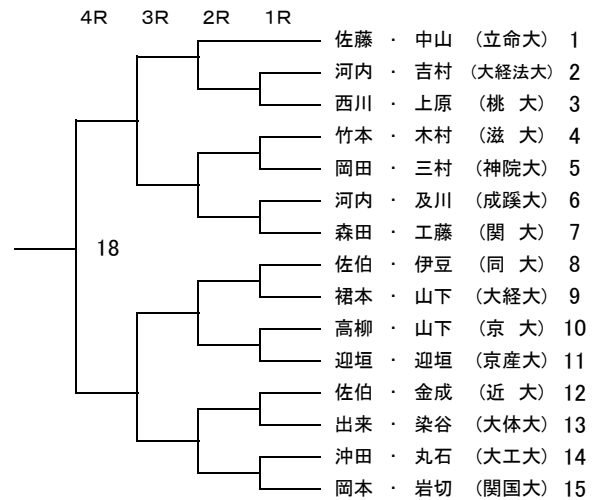 4R 3R 2R 1R
佐藤 ・ 中山 (立命大) 1
河内 ・ 吉村 (大経法大) 2
西川 ・ 上原 (桃 大) 3
竹本 ・ 木村 (滋 大) 4
岡田 ・ 三村 (神院大) 5
河内 ・ 及川 (成蹊大) 6
森田 ・ 工藤 (関 大) 7
18
佐伯 ・ 伊豆 (同 大) 8
裙本 ・ 山下 (大経大) 9
高柳 ・ 山下 (京 大) 10
迎垣 ・ 迎垣 (京産大) 11
佐伯 ・ 金成 (近 大) 12
出来 ・ 染谷 (大体大) 13
沖田 ・ 丸石 (大工大) 14
岡本 ・ 岩切 (関国大) 15